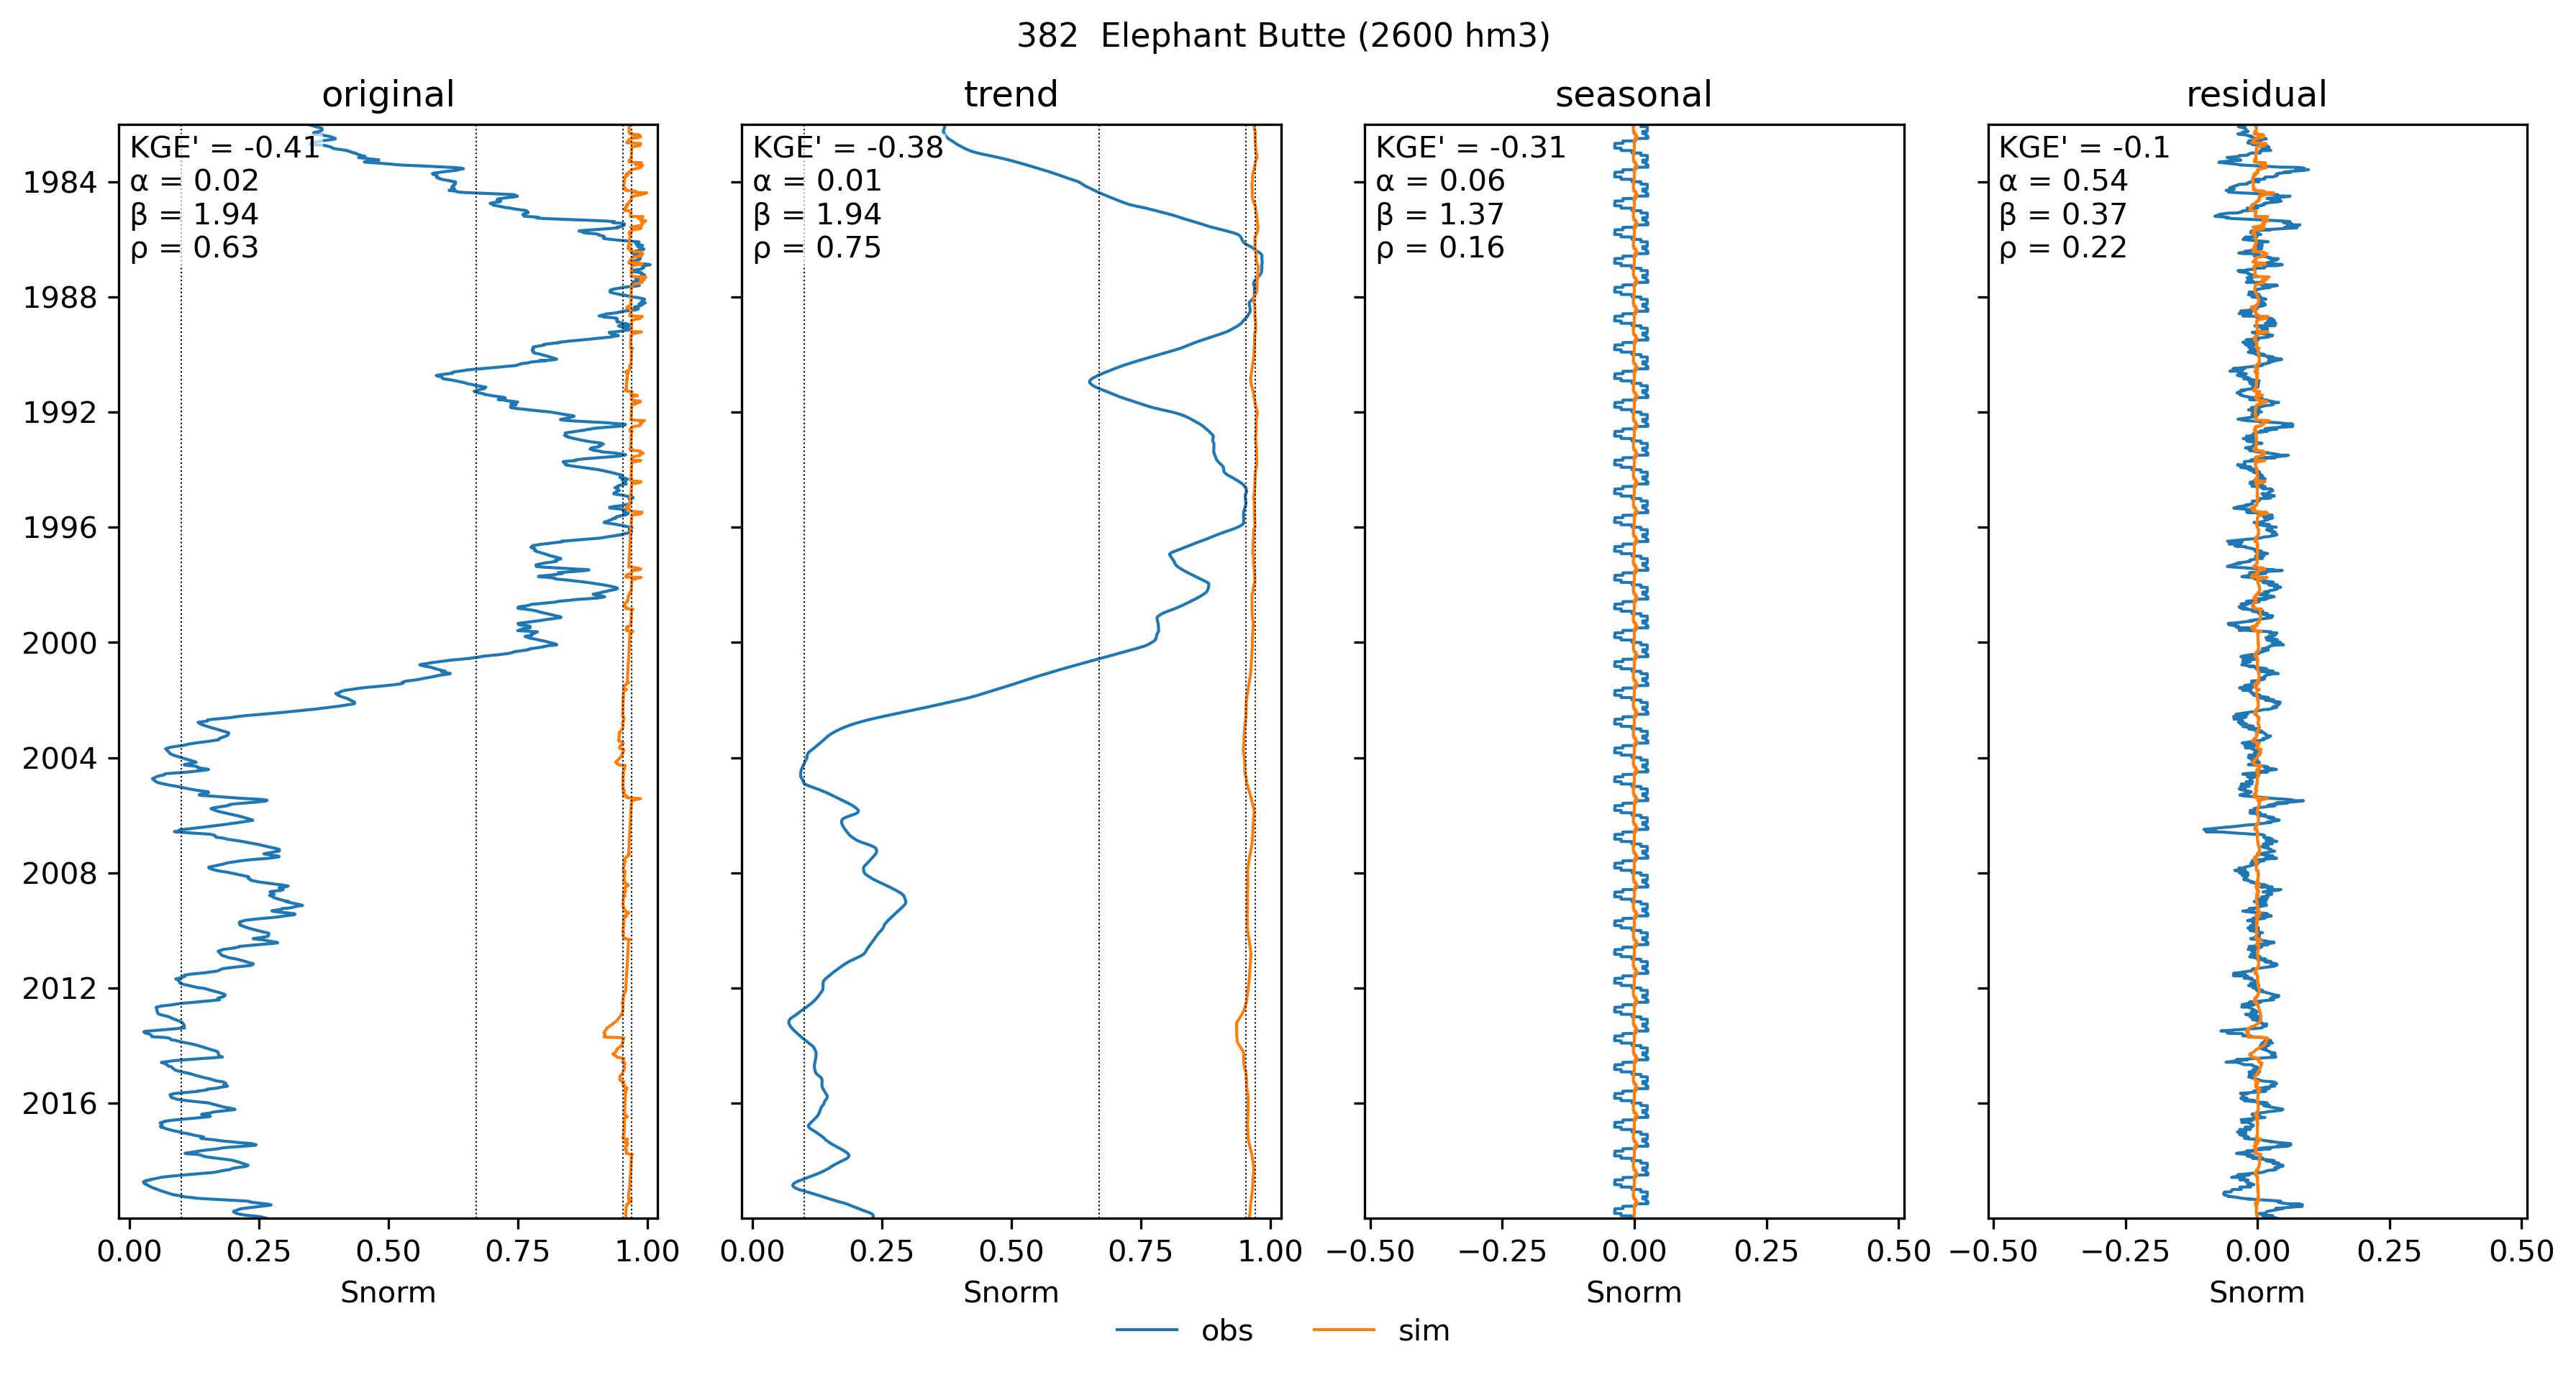 382  Elephant Butte (2600 hm3)
original
trend
seasonal
residual
KGE' = -0.41
α = 0.02
β = 1.94
ρ = 0.63
KGE' = -0.38
α = 0.01
β = 1.94
ρ = 0.75
KGE' = -0.31
α = 0.06
β = 1.37
ρ = 0.16
KGE' = -0.1
α = 0.54
β = 0.37
ρ = 0.22
1984
1988
1992
1996
2000
2004
2008
2012
2016
0.00 0.25 0.50 0.75 1.00
0.00 0.25 0.50 0.75 1.00
−0.50 −0.25 0.00 0.25 0.50
−0.50 −0.25 0.00 0.25 0.50
Snorm
Snorm
Snorm
Snorm
obs
sim